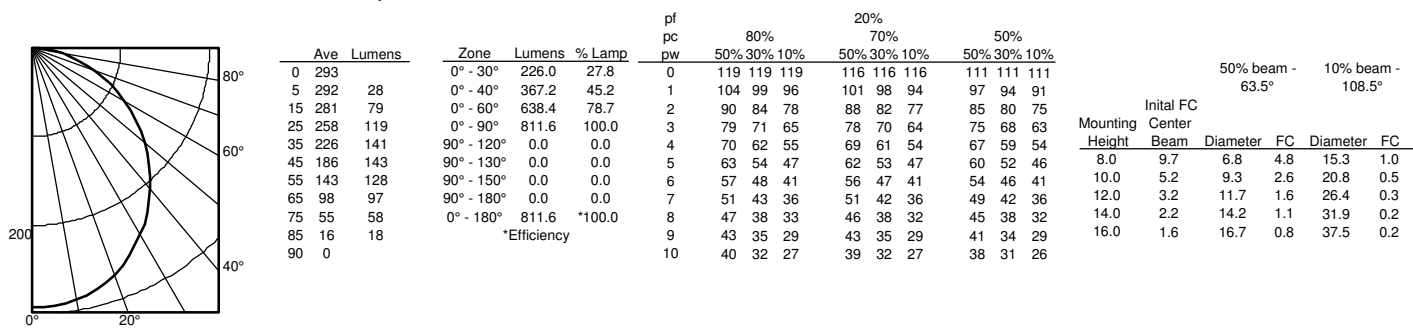 80°
60°
40°
20°
0°
200
Ave Lumens
0 293
5 292 28
15 281 79
25 258 119
35 226 141
45 186 143
55 143 128
65 98 97
75 55 58
85 16 18
90 0
Zone Lumens % Lamp
0° - 30° 226.0 27.8
0° - 40° 367.2 45.2
0° - 60° 638.4 78.7
0° - 90° 811.6 100.0
90° - 120° 0.0 0.0
90° - 130° 0.0 0.0
90° - 150° 0.0 0.0
90° - 180° 0.0 0.0
0° - 180° 811.6 *100.0
*Efficiency
pf 20%
pc 80% 70% 50%
pw 50% 30% 10% 50% 30% 10% 50% 30% 10%
0 119 119 119 116 116 116 111 111 111
1 104 99 96 101 98 94 97 94 91
2 90 84 78 88 82 77 85 80 75
3 79 71 65 78 70 64 75 68 63
4 70 62 55 69 61 54 67 59 54
5 63 54 47 62 53 47 60 52 46
6 57 48 41 56 47 41 54 46 41
7 51 43 36 51 42 36 49 42 36
8 47 38 33 46 38 32 45 38 32
9 43 35 29 43 35 29 41 34 29
10 40 32 27 39 32 27 38 31 26
50% beam - 10% beam -
63.5° 108.5°
Inital FC
Mounting Center
Height Beam Diameter FC Diameter FC
8.0 9.7 6.8 4.8 15.3 1.0
10.0 5.2 9.3 2.6 20.8 0.5
12.0 3.2 11.7 1.6 26.4 0.3
14.0 2.2 14.2 1.1 31.9 0.2
16.0 1.6 16.7 0.8 37.5 0.2